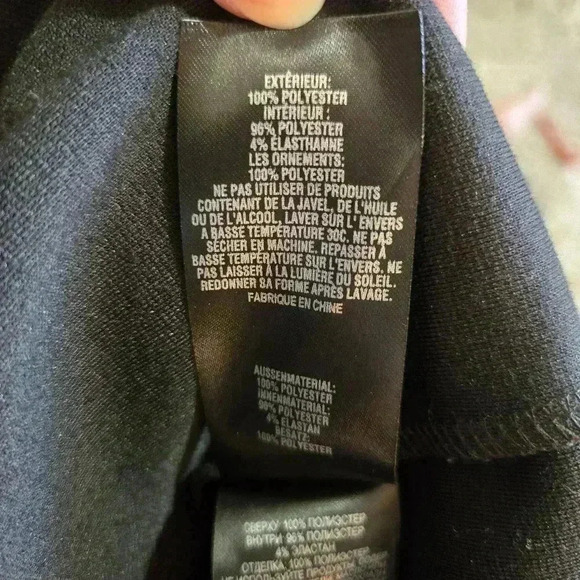 EXTÉRIEUR:
100% POLYESTER
INTÉRIEUR :
96% POLYESTER
4% ÉLASTHANNE
LES ORNEMENTS:
100% POLYESTER
NE PAS UTILISER DE PRODUITS
CONTENANT DE LA JAVEL, DE L'HUILE
OU DE L'ALCOOL, LAVER SUR L' ENVERS
A BASSE TEMPÉRATURE 30C. NE PAS
SÉCHER EN MACHINE. REPASSER À
BASSE TEMPÉRATURE SUR L'ENVERS. NE
PAS LAISSER À LA LUMIÈRE DU SOLEIL.
REDONNER SA FORME APRÈS LAVAGE.
FABRIQUE EN CHINE
AUSSENMATERIAL:
100% POLYESTER
INNENMATERIAL:
96% POLYESTER
4% ELASTAN
BESATZ:
100% POLYESTER
СВЕРХУ 100% ПОЛИЭСТЕР
ВНУТРИ 96% ПОЛИЭСТЕР
4% ЭЛАСТАН
ОТДЕЛКА, 100% ПОЛИЭСТЕР